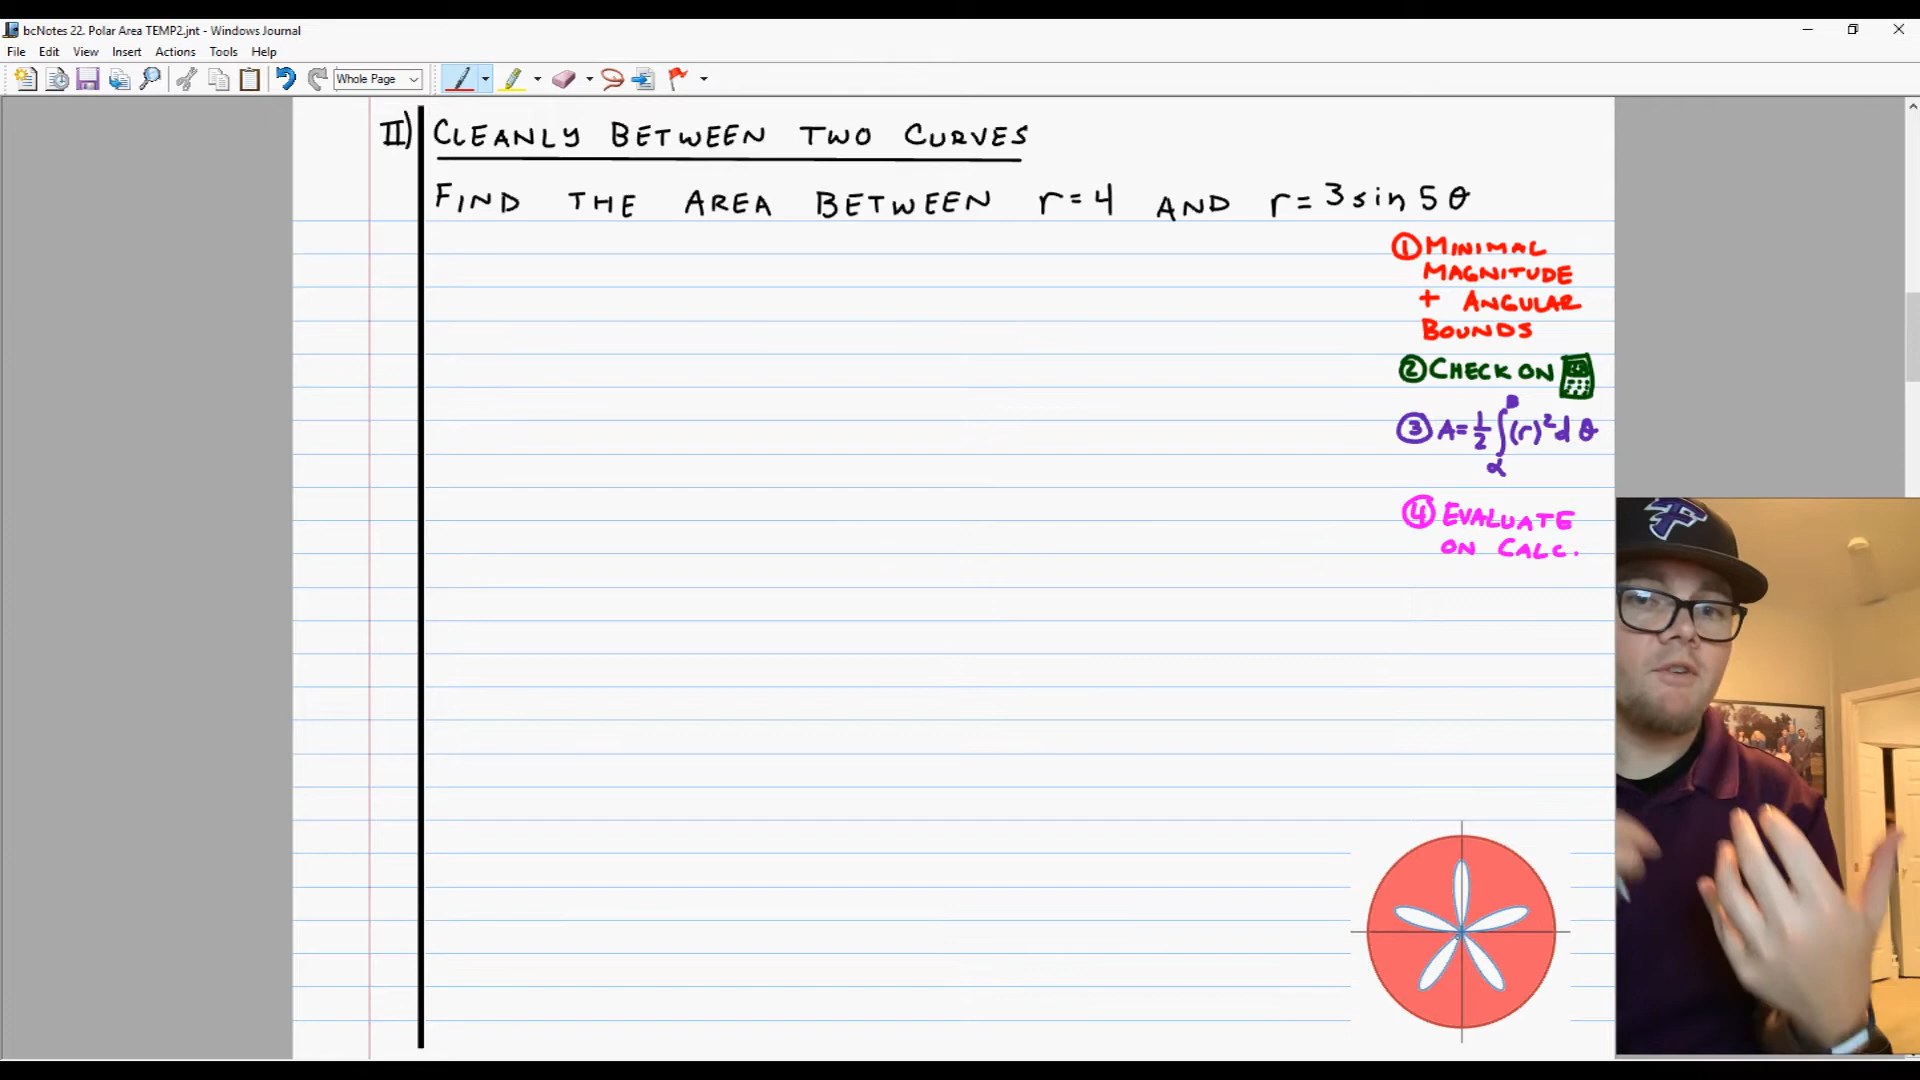 bcNotes 22. Polar Area TEMP2.jnt - Windows Journal
File Edit View Insert Actions Tools Help
Whole Page
II) CLEANLY BETWEEN TWO CURVES
FIND THE AREA BETWEEN r=4 AND r=3sin5θ
① MINIMAL
MAGNITUDE
+ ANGULAR
BOUNDS
② CHECK ON
③ A=½∫(r)²dθ
β
α
④ EVALUATE
ON CALC.
F